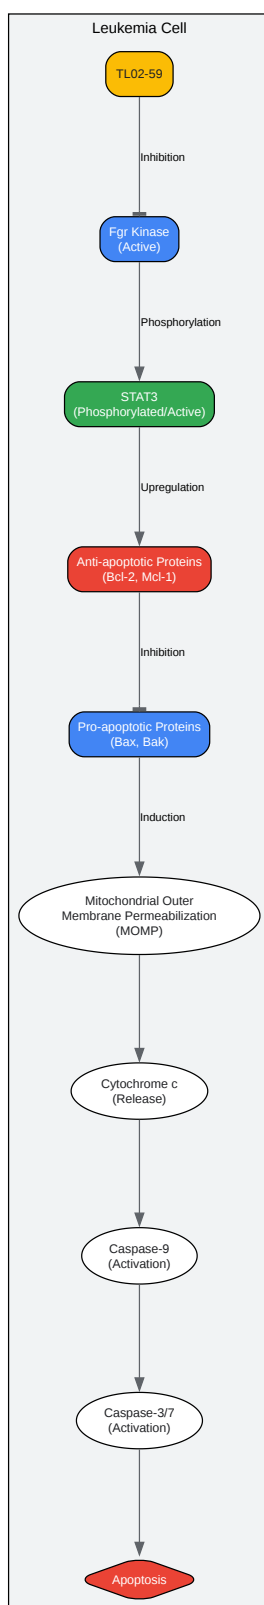 Leukemia Cell
TL02-59
Inhibition
Fgr Kinase
(Active)
Phosphorylation
STAT3
(Phosphorylated/Active)
Upregulation
Anti-apoptotic Proteins
(Bcl-2, Mcl-1)
Inhibition
Pro-apoptotic Proteins
(Bax, Bak)
Induction
Mitochondrial Outer
Membrane Permeabilization
(MOMP)
Cytochrome c
(Release)
Caspase-9
(Activation)
Caspase-3/7
(Activation)
Apoptosis